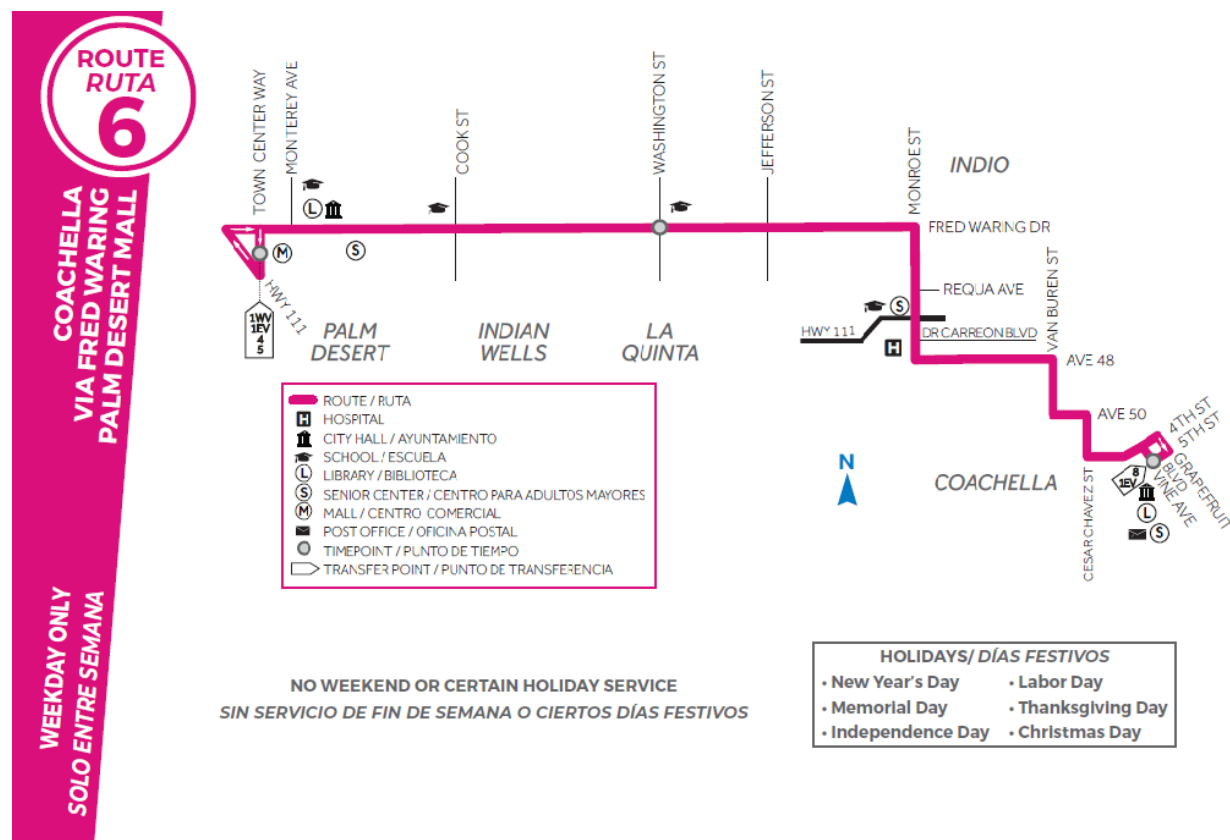 ROUTE
RUTA
6
COACHELLA
VIA FRED WARING
PALM DESERT MALL
WEEKDAY ONLY
SOLO ENTRE SEMANA
TOWN CENTER WAY
MONTEREY AVE
COOK ST
WASHINGTON ST
JEFFERSON ST
MONROE ST
INDIO
L
FRED WARING DR
M
S
HWY 111
1WV
1EV
4
5
VAN BUREN ST
REQUA AVE
S
HWY 111
DR CARREON BLVD
H
PALM
DESERT
INDIAN
WELLS
LA
QUINTA
AVE 48
AVE 50
4TH ST
5TH ST
GRAPEFRUIT
BLVD
VINE AVE
8
1EV
L
S
CESAR CHAVEZ ST
COACHELLA
N
ROUTE / RUTA
H HOSPITAL
CITY HALL / AYUNTAMIENTO
SCHOOL / ESCUELA
L LIBRARY / BIBLIOTECA
S SENIOR CENTER / CENTRO PARA ADULTOS MAYORES
M MALL / CENTRO COMERCIAL
POST OFFICE / OFICINA POSTAL
TIMEPOINT / PUNTO DE TIEMPO
TRANSFER POINT / PUNTO DE TRANSFERENCIA
NO WEEKEND OR CERTAIN HOLIDAY SERVICE
SIN SERVICIO DE FIN DE SEMANA O CIERTOS DÍAS FESTIVOS
HOLIDAYS/ DÍAS FESTIVOS
• New Year's Day
• Memorial Day
• Independence Day
• Labor Day
• Thanksgiving Day
• Christmas Day